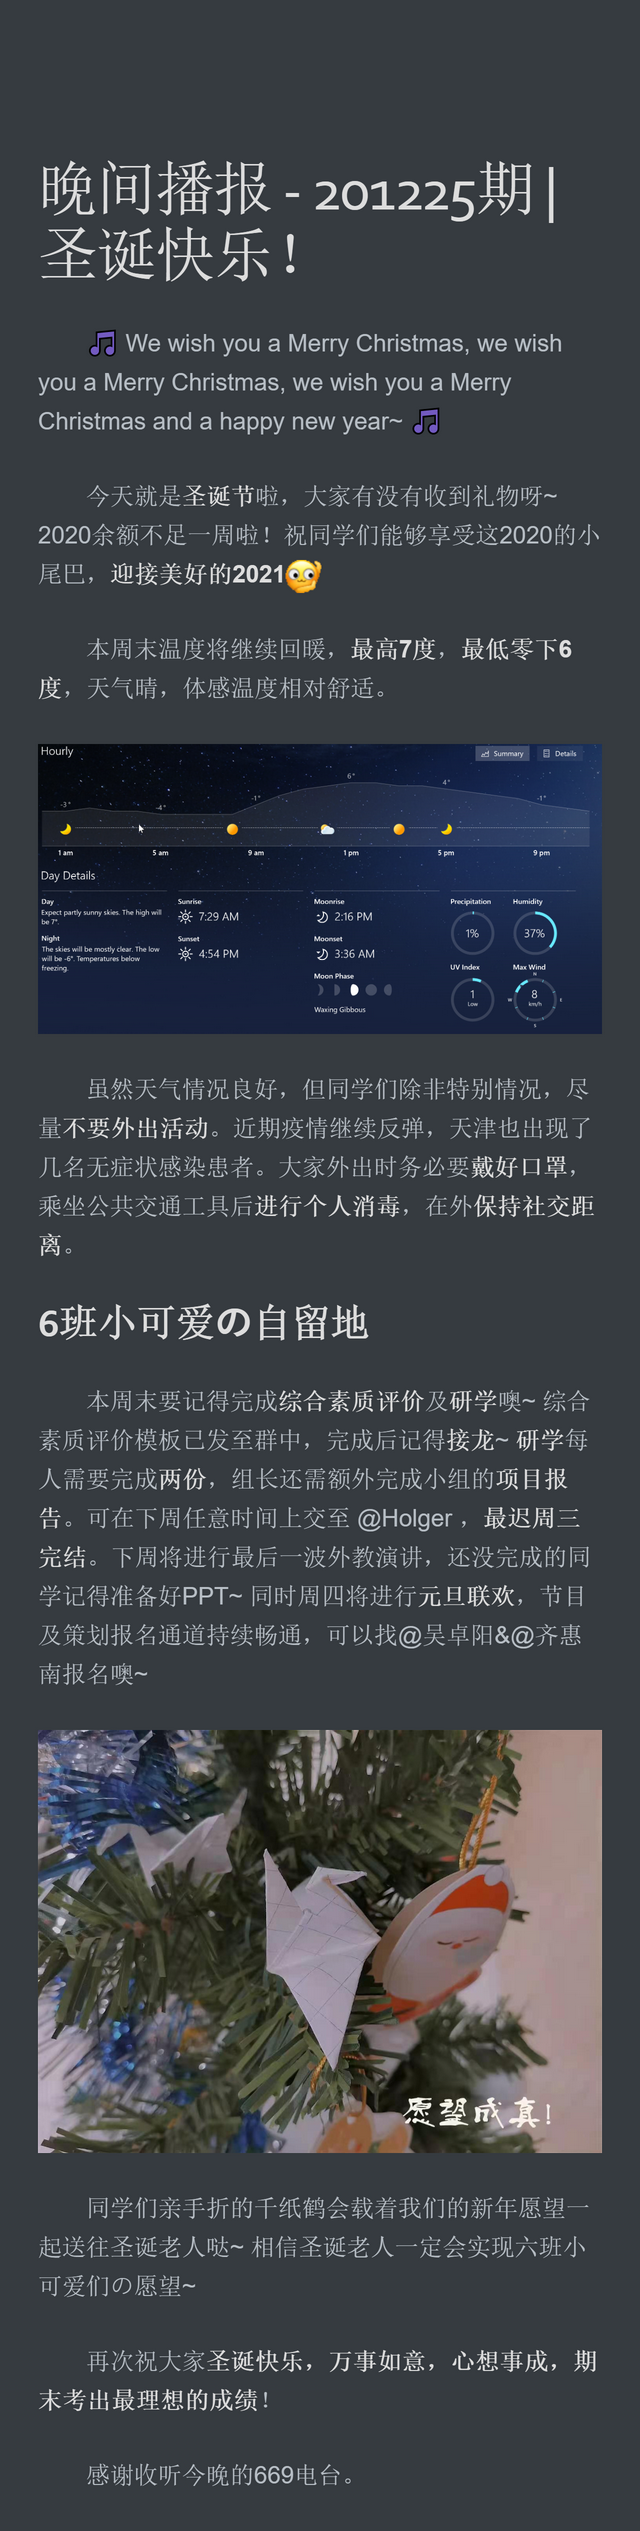 晚间播报 - 201225期 |
圣诞快乐！
🎵 We wish you a Merry Christmas, we wish
you a Merry Christmas, we wish you a Merry
Christmas and a happy new year~ 🎵
今天就是圣诞节啦，大家有没有收到礼物呀~
2020余额不足一周啦！祝同学们能够享受这2020的小
尾巴，迎接美好的2021
本周末温度将继续回暖，最高7度，最低零下6
度，天气晴，体感温度相对舒适。
Hourly
Summary
Details
-3°
-4°
-1°
6°
4°
-1°
1 am
5 am
9 am
1 pm
5 pm
9 pm
Day Details
Day
Expect partly sunny skies. The high will
be 7°.
Night
The skies will be mostly clear. The low
will be -6°. Temperatures below
freezing.
Sunrise
7:29 AM
Sunset
4:54 PM
Moonrise
2:16 PM
Moonset
3:36 AM
Moon Phase
Waxing Gibbous
Precipitation
1%
Humidity
37%
UV Index
1
Low
Max Wind
N
W
E
S
8
km/h
虽然天气情况良好，但同学们除非特别情况，尽
量不要外出活动。近期疫情继续反弹，天津也出现了
几名无症状感染患者。大家外出时务必要戴好口罩，
乘坐公共交通工具后进行个人消毒，在外保持社交距
离。
6班小可爱の自留地
本周末要记得完成综合素质评价及研学噢~ 综合
素质评价模板已发至群中，完成后记得接龙~ 研学每
人需要完成两份，组长还需额外完成小组的项目报
告。可在下周任意时间上交至 @Holger ，最迟周三
完结。下周将进行最后一波外教演讲，还没完成的同
学记得准备好PPT~ 同时周四将进行元旦联欢，节目
及策划报名通道持续畅通，可以找@吴卓阳&@齐惠
南报名噢~
愿望成真!
同学们亲手折的千纸鹤会载着我们的新年愿望一
起送往圣诞老人哒~ 相信圣诞老人一定会实现六班小
可爱们の愿望~
再次祝大家圣诞快乐，万事如意，心想事成，期
末考出最理想的成绩！
感谢收听今晚的669电台。